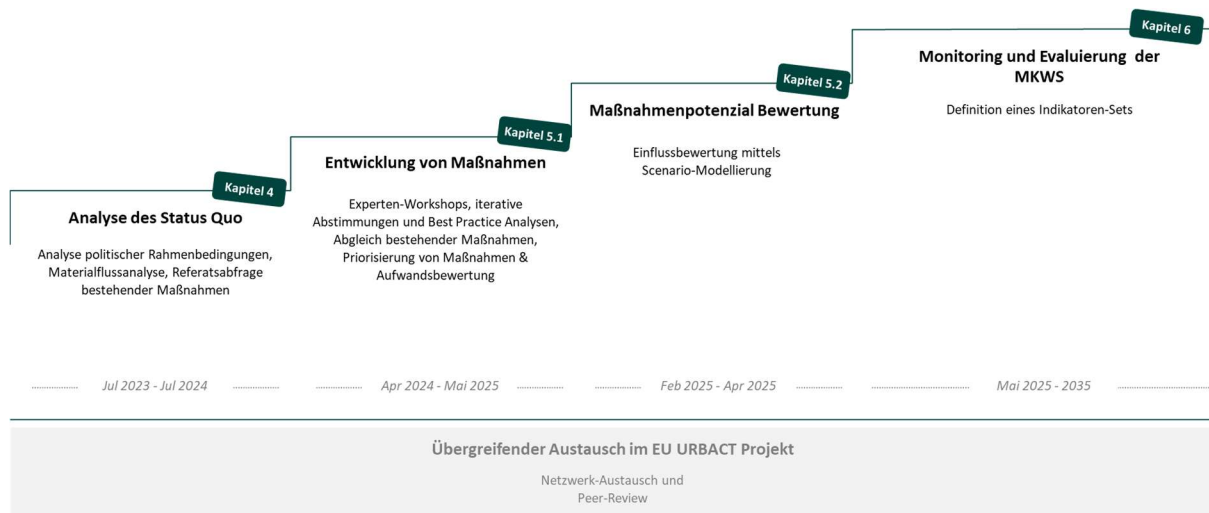 Kapitel 4
Analyse des Status Quo
Analyse politischer Rahmenbedingungen,
Materialflussanalyse, Referatsabfrage
bestehender Maßnahmen
Jul 2023 - Jul 2024
Kapitel 5.1
Entwicklung von Maßnahmen
Experten-Workshops, iterative
Abstimmungen und Best Practice Analysen,
Abgleich bestehender Maßnahmen,
Priorisierung von Maßnahmen &
Aufwandsbewertung
Apr 2024 - Mai 2025
Kapitel 5.2
Maßnahmenpotenzial Bewertung
Einflussbewertung mittels
Scenario-Modellierung
Feb 2025 - Apr 2025
Kapitel 6
Monitoring und Evaluierung der
MKWS
Definition eines Indikatoren-Sets
Mai 2025 - 2035
Übergreifender Austausch im EU URBACT Projekt
Netzwerk-Austausch und
Peer-Review